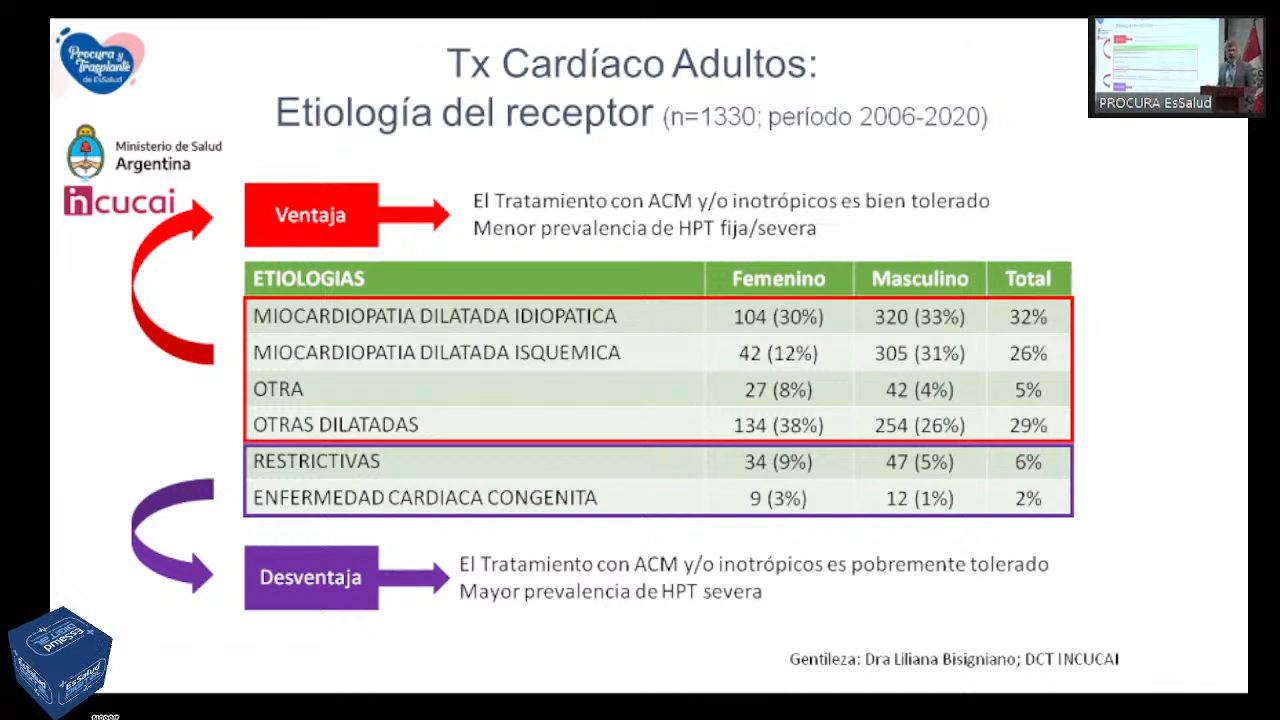 Procura y
Trasplante
de EsSalud
Tx Cardíaco Adultos:
Etiología del receptor (n=1330; período 2006-2020)
PROCURA EsSalud
Ministerio de Salud
Argentina
incucai
Ventaja
El Tratamiento con ACM y/o inotrópicos es bien tolerado
Menor prevalencia de HPT fija/severa
ETIOLOGIAS Femenino Masculino Total
MIOCARDIOPATIA DILATADA IDIOPATICA 104 (30%) 320 (33%) 32%
MIOCARDIOPATIA DILATADA ISQUEMICA 42 (12%) 305 (31%) 26%
OTRA 27 (8%) 42 (4%) 5%
OTRAS DILATADAS 134 (38%) 254 (26%) 29%
RESTRICTIVAS 34 (9%) 47 (5%) 6%
ENFERMEDAD CARDIACA CONGENITA 9 (3%) 12 (1%) 2%
Desventaja
El Tratamiento con ACM y/o inotrópicos es pobremente tolerado
Mayor prevalencia de HPT severa
Gentileza: Dra Liliana Bisigniano; DCT INCUCAI
EsSalud
DIGITAL
EsSalud
EsSalud